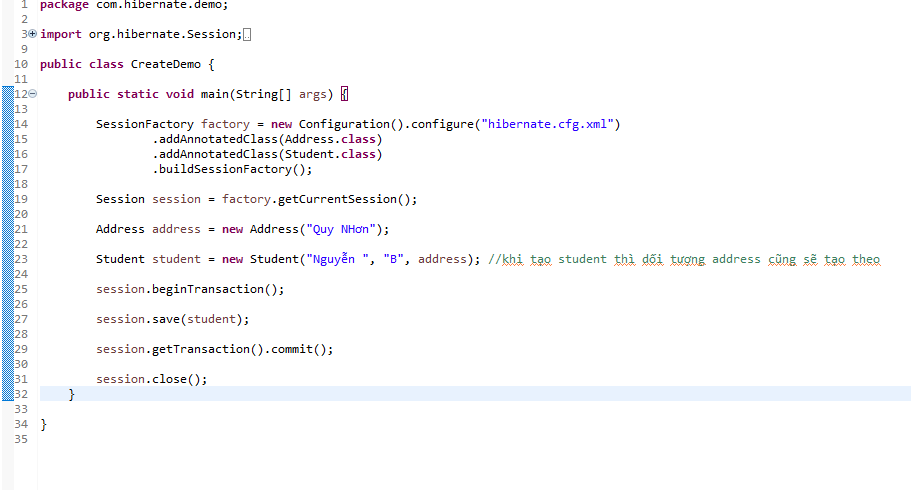 1 package com.hibernate.demo;
2
3 import org.hibernate.Session;
9
10 public class CreateDemo {
11
12 public static void main(String[] args) {
13
14 SessionFactory factory = new Configuration().configure("hibernate.cfg.xml")
15 .addAnnotatedClass(Address.class)
16 .addAnnotatedClass(Student.class)
17 .buildSessionFactory();
18
19 Session session = factory.getCurrentSession();
20
21 Address address = new Address("Quy NHơn");
22
23 Student student = new Student("Nguyễn ", "B", address); //khi tạo student thì dối tượng address cũng sẽ tạo theo
24
25 session.beginTransaction();
26
27 session.save(student);
28
29 session.getTransaction().commit();
30
31 session.close();
32 }
33
34 }
35